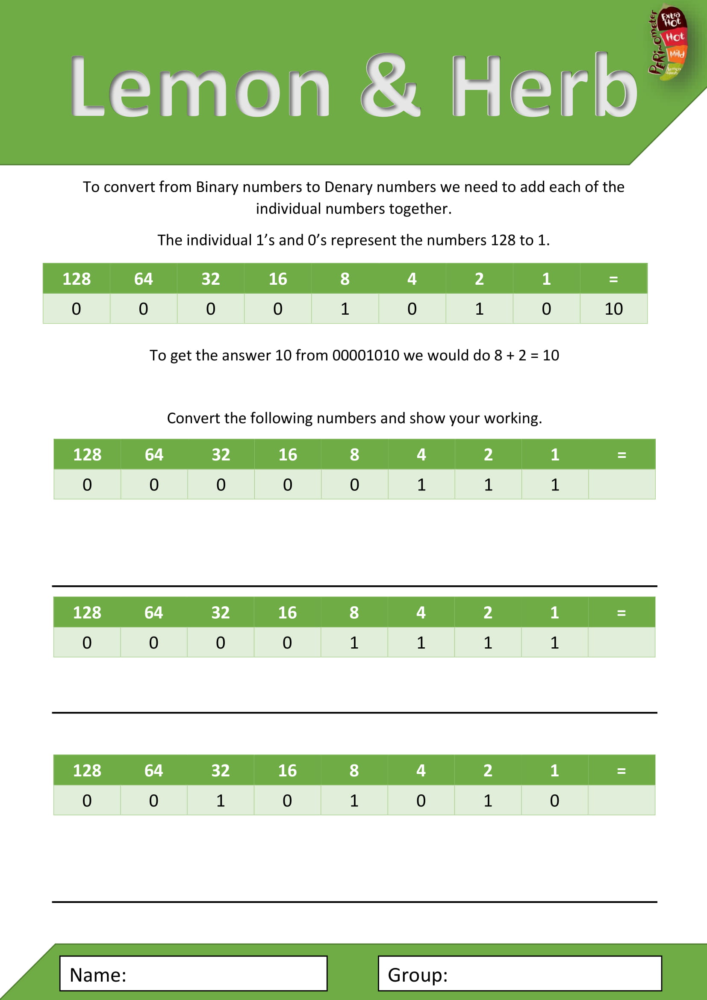 Lemon & Herb
PERi-Ometer
Extra
Hot
Hot
Mild
Lemon
&Herb
To convert from Binary numbers to Denary numbers we need to add each of the
individual numbers together.
The individual 1’s and 0’s represent the numbers 128 to 1.
128 64 32 16 8 4 2 1 =
0 0 0 0 1 0 1 0 10
To get the answer 10 from 00001010 we would do 8 + 2 = 10
Convert the following numbers and show your working.
128 64 32 16 8 4 2 1 =
0 0 0 0 0 1 1 1
128 64 32 16 8 4 2 1 =
0 0 0 0 1 1 1 1
128 64 32 16 8 4 2 1 =
0 0 1 0 1 0 1 0
Name:
Group: